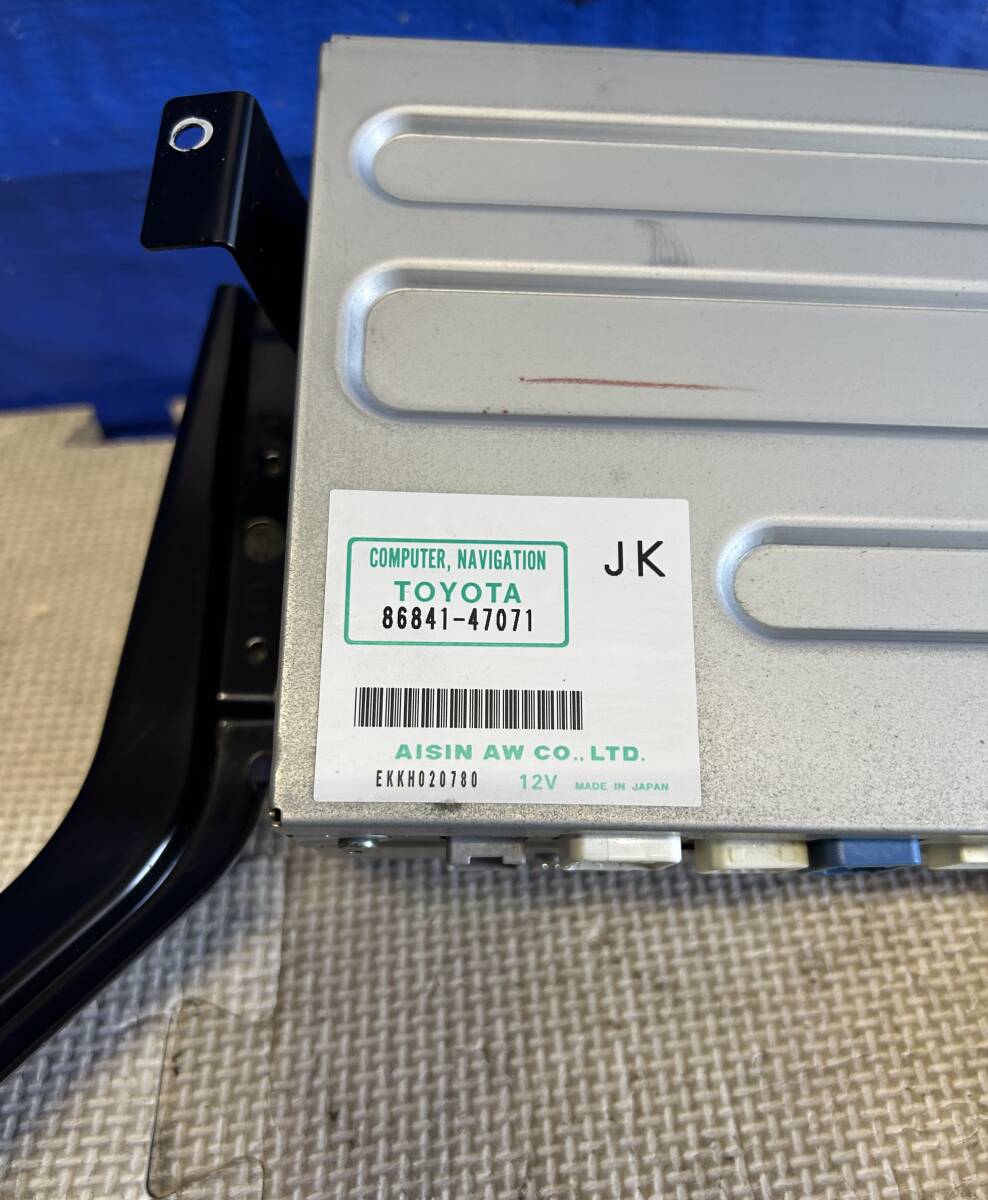 COMPUTER, NAVIGATION
TOYOTA
86841-47071
JK
AISIN AW CO., LTD.
EKKH020780 12V MADE IN JAPAN